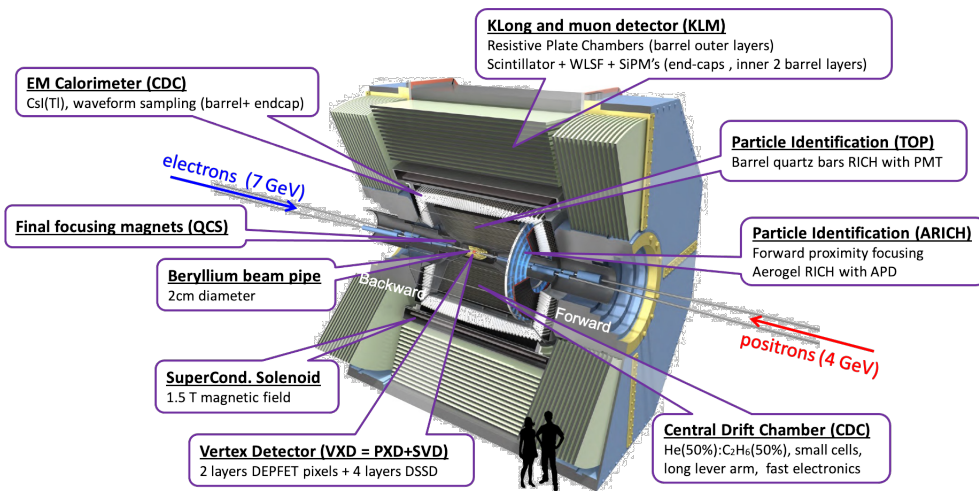 KLong and muon detector (KLM)
Resistive Plate Chambers (barrel outer layers)
Scintillator + WLSF + SiPM's (end-caps , inner 2 barrel layers)
EM Calorimeter (CDC)
CsI(Tl), waveform sampling (barrel+ endcap)
Particle Identification (TOP)
Barrel quartz bars RICH with PMT
electrons (7 GeV)
Final focusing magnets (QCS)
Particle Identification (ARICH)
Forward proximity focusing
Aerogel RICH with APD
Beryllium beam pipe
2cm diameter
Backward
Forward
positrons (4 GeV)
SuperCond. Solenoid
1.5 T magnetic field
Vertex Detector (VXD = PXD+SVD)
2 layers DEPFET pixels + 4 layers DSSD
Central Drift Chamber (CDC)
He(50%):C₂H₆(50%), small cells,
long lever arm, fast electronics